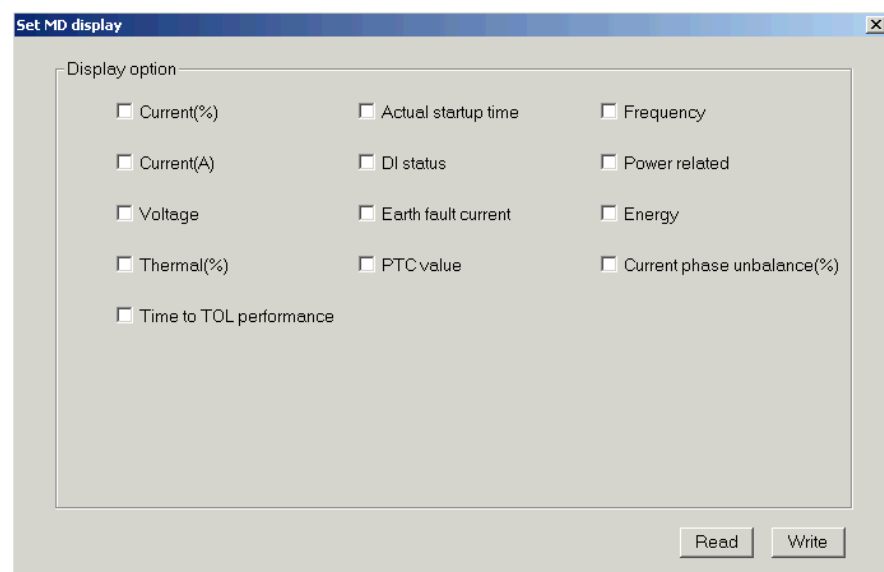 Set MD display
Display option
Current(%) Actual startup time Frequency
Current(A) DI status Power related
Voltage Earth fault current Energy
Thermal(%) PTC value Current phase unbalance(%)
Time to TOL performance
Read Write